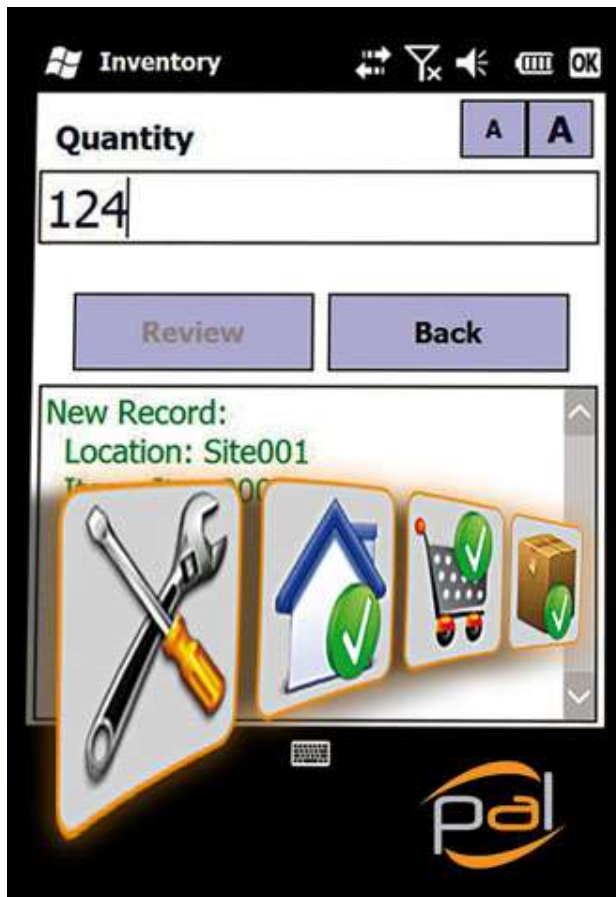 Inventory
OK
Quantity
A A
124
Review Back
New Record:
Location: Site001
pal